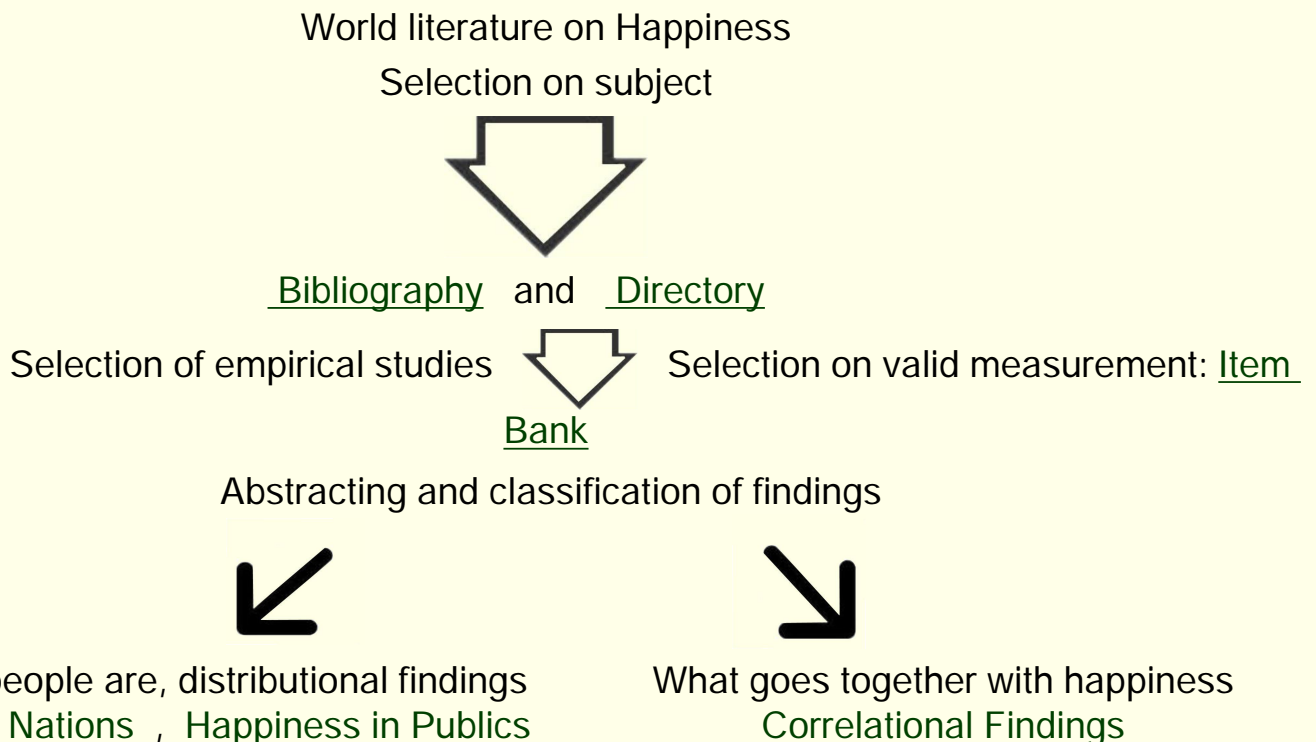 World literature on Happiness
Selection on subject
Bibliography and Directory
Selection of empirical studies
Selection on valid measurement: Item
Bank
Abstracting and classification of findings
people are, distributional findings
Nations , Happiness in Publics
What goes together with happiness
Correlational Findings